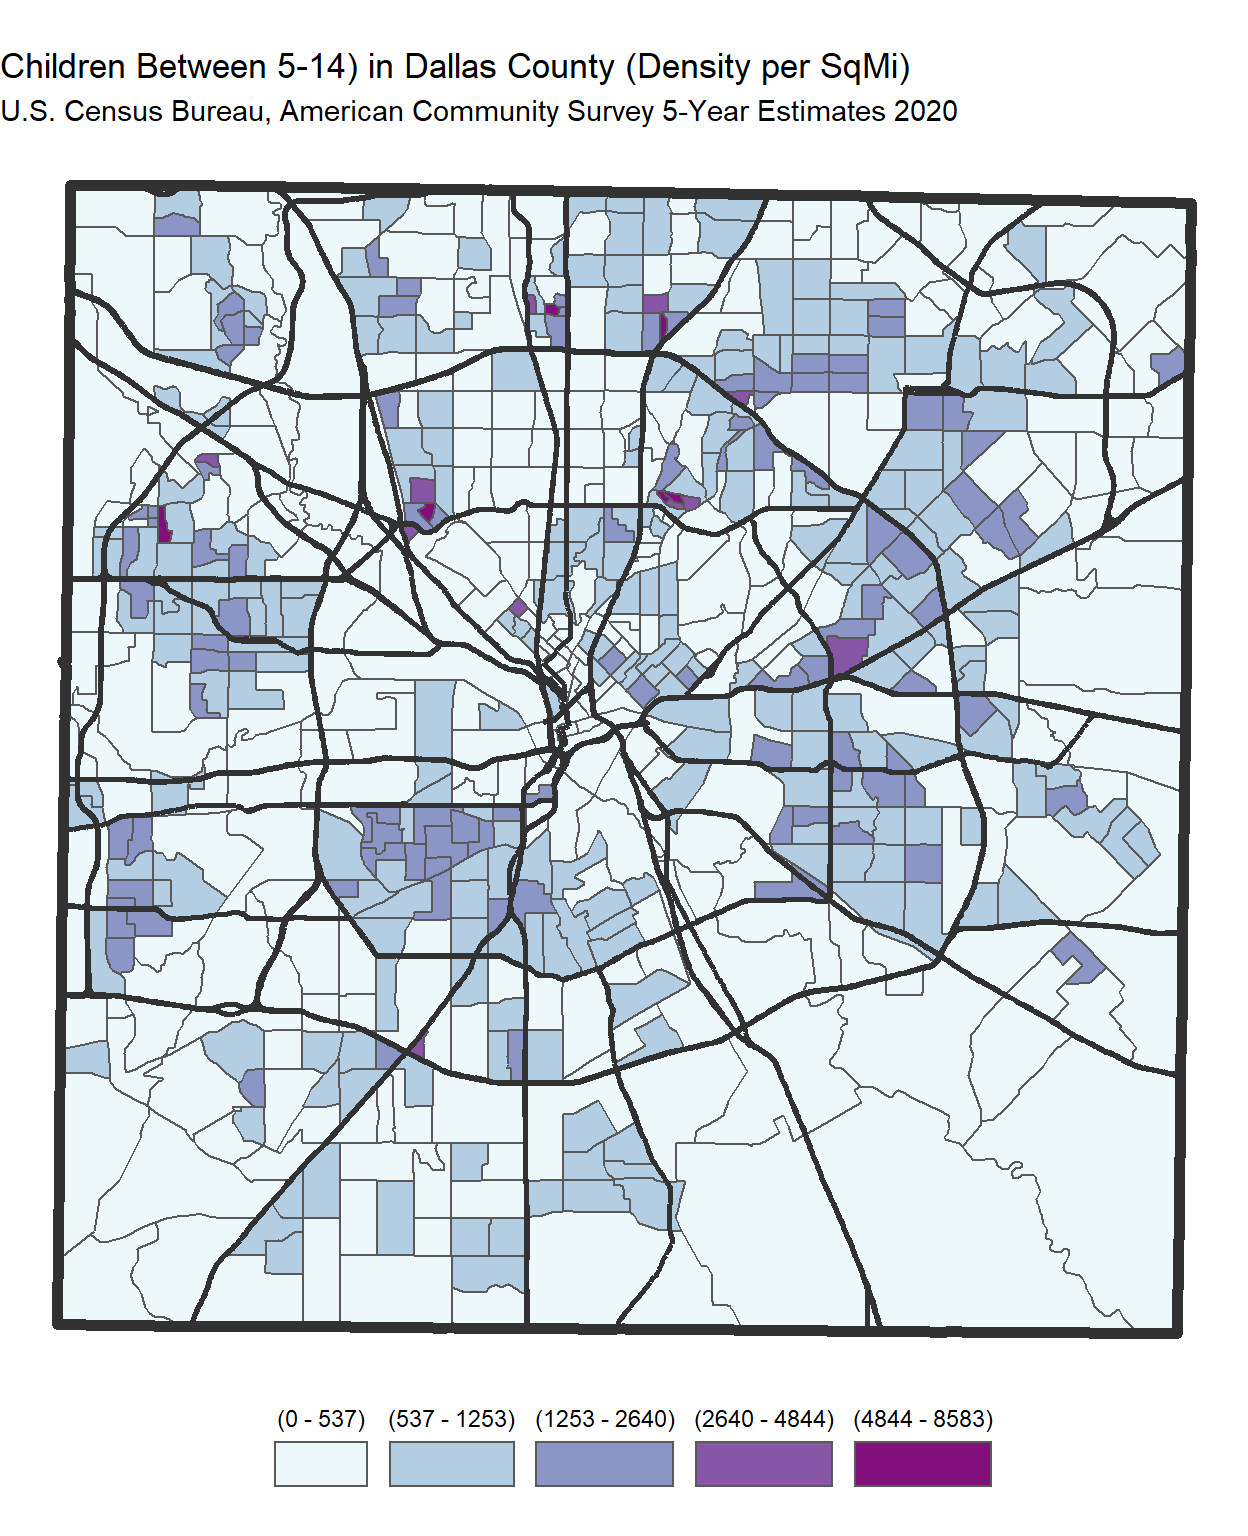 Children Between 5-14) in Dallas County (Density per SqMi)
U.S. Census Bureau, American Community Survey 5-Year Estimates 2020
(0 - 537) (537 - 1253) (1253 - 2640) (2640 - 4844) (4844 - 8583)